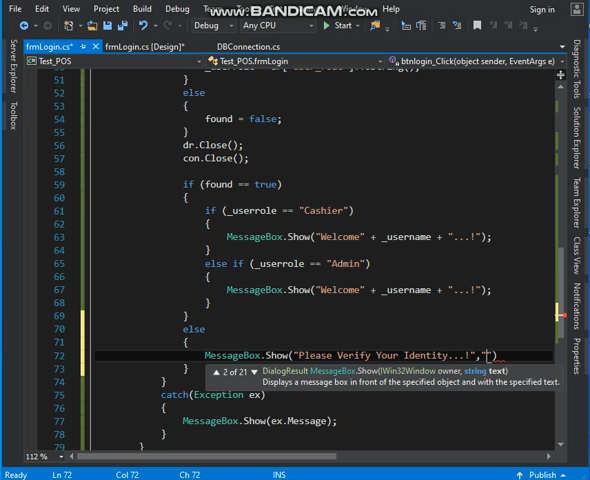 www.BANDICAM.com
File Edit View Project Build Debug Window Help Sign in
Debug Any CPU Start
frmLogin.cs* frmLogin.cs [Design]* DBConnection.cs
Test_POS Test_POS.frmLogin btnlogin_Click(object sender, EventArgs e)
51 }
52 else
53 {
54 found = false;
55 }
56 dr.Close();
57 con.Close();
58
59 if (found == true)
60 {
61 if (_userrole == "Cashier")
62 {
63 MessageBox.Show("Welcome" + _username + "...!");
64 }
65 else if (_userrole == "Admin")
66 {
67 MessageBox.Show("Welcome" + _username + "...!");
68 }
69 }
70 else
71 {
72 MessageBox.Show("Please Verify Your Identity...!","")
73 }
▲ 2 of 21 ▼ DialogResult MessageBox.Show(IWin32Window owner, string text)
Displays a message box in front of the specified object and with the specified text.
74 }
75 catch(Exception ex)
76 {
77 MessageBox.Show(ex.Message);
78 }
79 }
112 %
Ready Ln 72 Col 72 Ch 72 INS Publish
Server Explorer
Toolbox
Diagnostic Tools
Solution Explorer
Team Explorer
Class View
Notifications
Properties